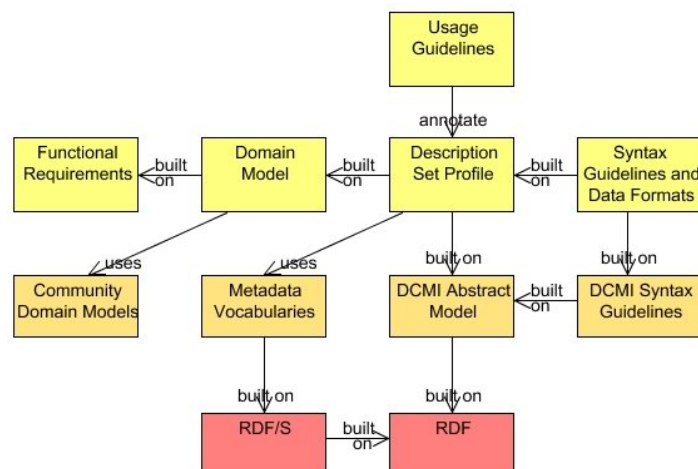 Usage
Guidelines
annotate
Functional
Requirements
built
on
Domain
Model
built
on
Description
Set Profile
built
on
Syntax
Guidelines and
Data Formats
uses
uses
built on
built on
Community
Domain Models
Metadata
Vocabularies
DCMI Abstract
Model
built
on
DCMI Syntax
Guidelines
built on
built on
RDF/S
built
on
RDF